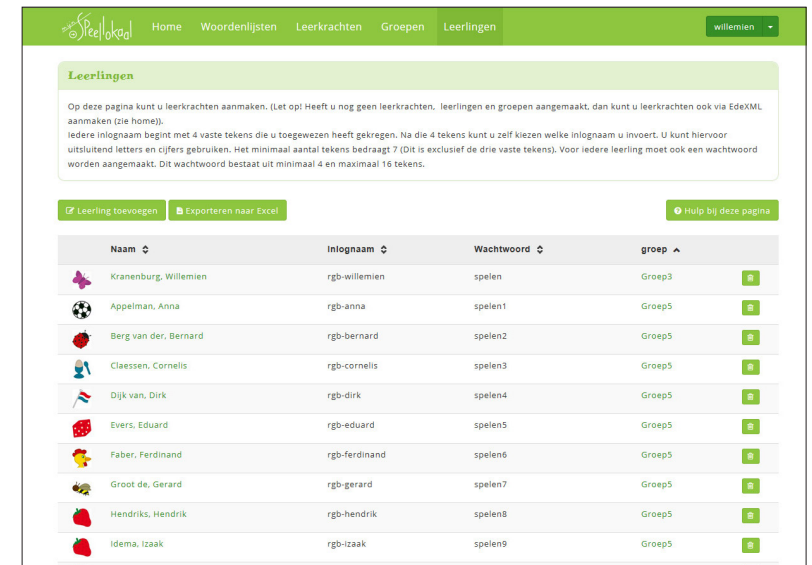 mijn Speellokaal
Home Woordenlijsten Leerkrachten Groepen Leerlingen willemien
Leerlingen
Op deze pagina kunt u leerkrachten aanmaken. (Let op! Heeft u nog geen leerkrachten, leerlingen en groepen aangemaakt, dan kunt u leerkrachten ook via EdeXML
aanmaken (zie home)).
Iedere inlognaam begint met 4 vaste tekens die u toegewezen heeft gekregen. Na die 4 tekens kunt u zelf kiezen welke inlognaam u invoert. U kunt hiervoor
uitsluitend letters en cijfers gebruiken. Het minimaal aantal tekens bedraagt 7 (Dit is exclusief de drie vaste tekens). Voor iedere leerling moet ook een wachtwoord
worden aangemaakt. Dit wachtwoord bestaat uit minimaal 4 en maximaal 16 tekens.
Leerling toevoegen Exporteren naar Excel Hulp bij deze pagina
Naam Inlognaam Wachtwoord groep
Kranenburg, Willemien rgb-willemien spelen Groep3
Appelman, Anna rgb-anna spelen1 Groep5
Berg van der, Bernard rgb-bernard spelen2 Groep5
Claessen, Cornelis rgb-cornelis spelen3 Groep5
Dijk van, Dirk rgb-dirk spelen4 Groep5
Evers, Eduard rgb-eduard spelen5 Groep5
Faber, Ferdinand rgb-ferdinand spelen6 Groep5
Groot de, Gerard rgb-gerard spelen7 Groep5
Hendriks, Hendrik rgb-hendrik spelen8 Groep5
Idema, Izaak rgb-izaak spelen9 Groep5